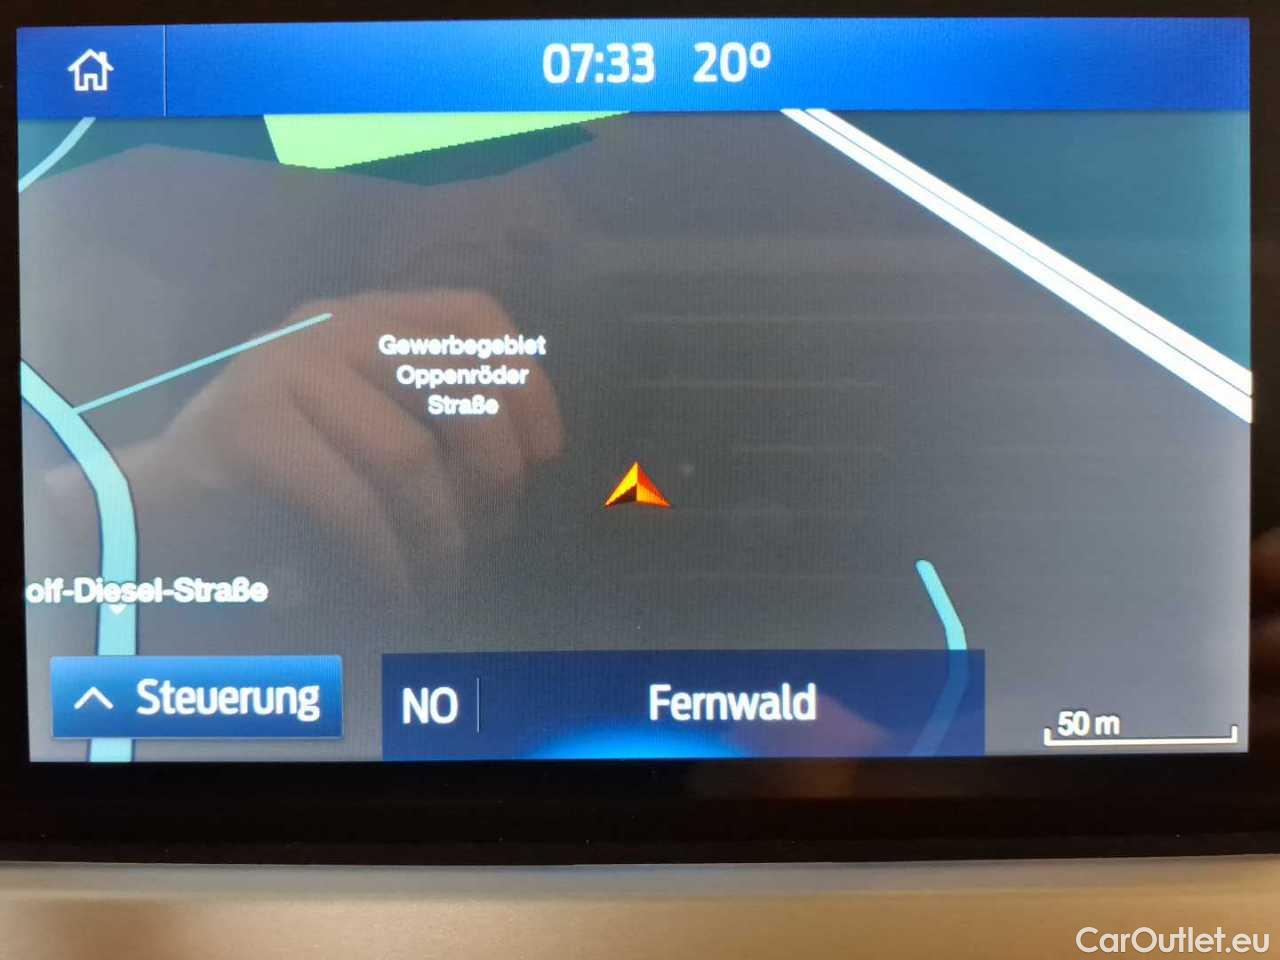 07:33 20°
Gewerbegebiet
Oppenröder
Straße
olf-Diesel-Straße
Steuerung
NO
Fernwald
50 m
CarOutlet.eu